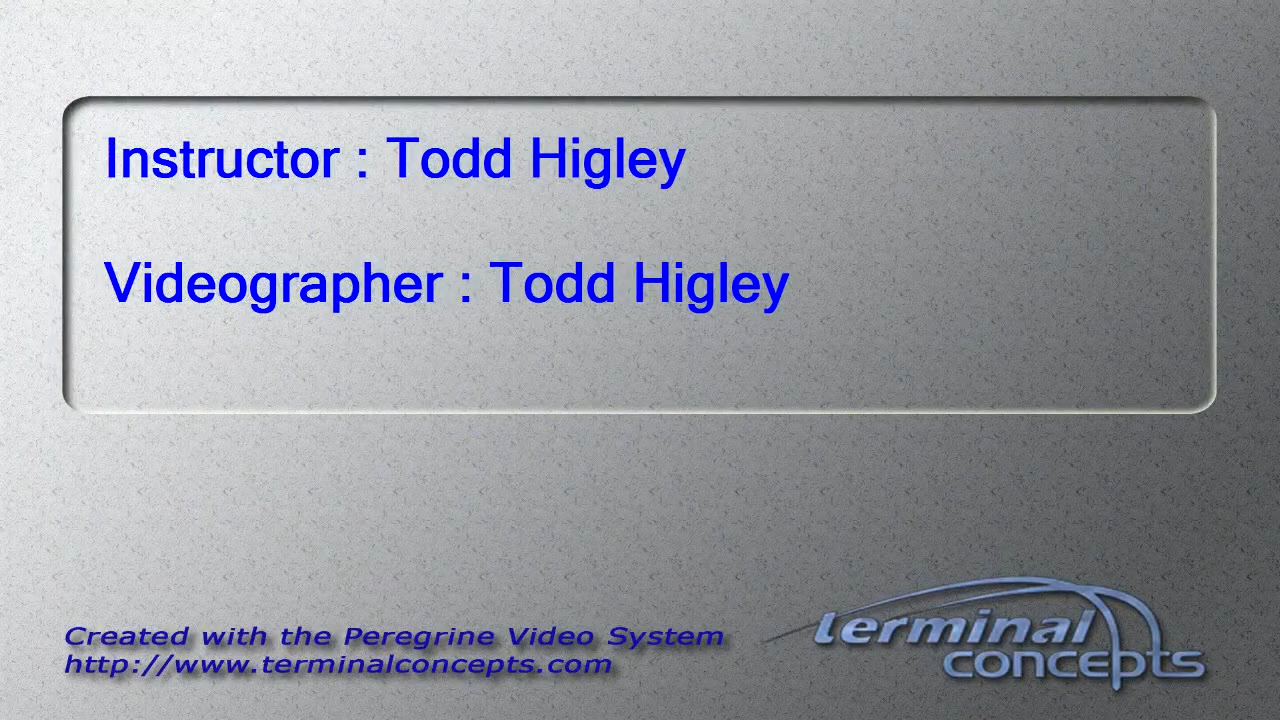 Instructor : Todd Higley
Videographer : Todd Higley
Created with the Peregrine Video System
http://www.terminalconcepts.com
terminal
concepts